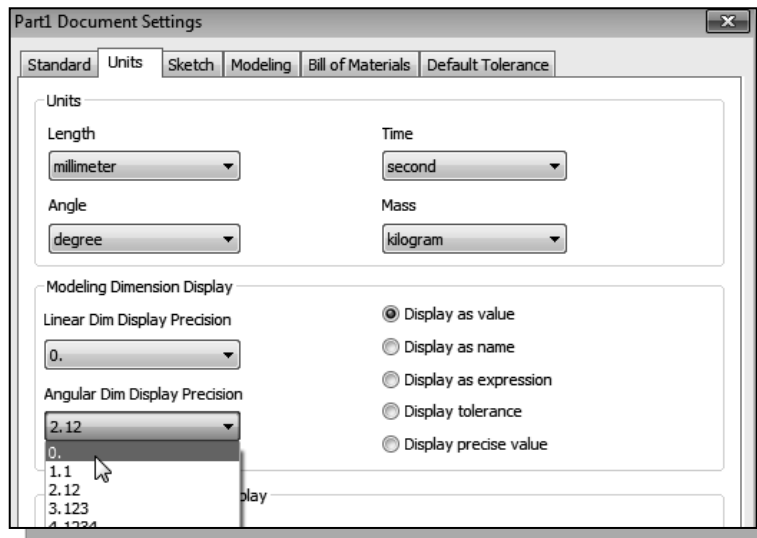 Part1 Document Settings
Standard Units Sketch Modeling Bill of Materials Default Tolerance
Units
Length Time
millimeter second
Angle Mass
degree kilogram
Modeling Dimension Display
Linear Dim Display Precision
0.
Angular Dim Display Precision
2.12
0.
1.1
2.12
3.123
4.1234
Display as value
Display as name
Display as expression
Display tolerance
Display precise value